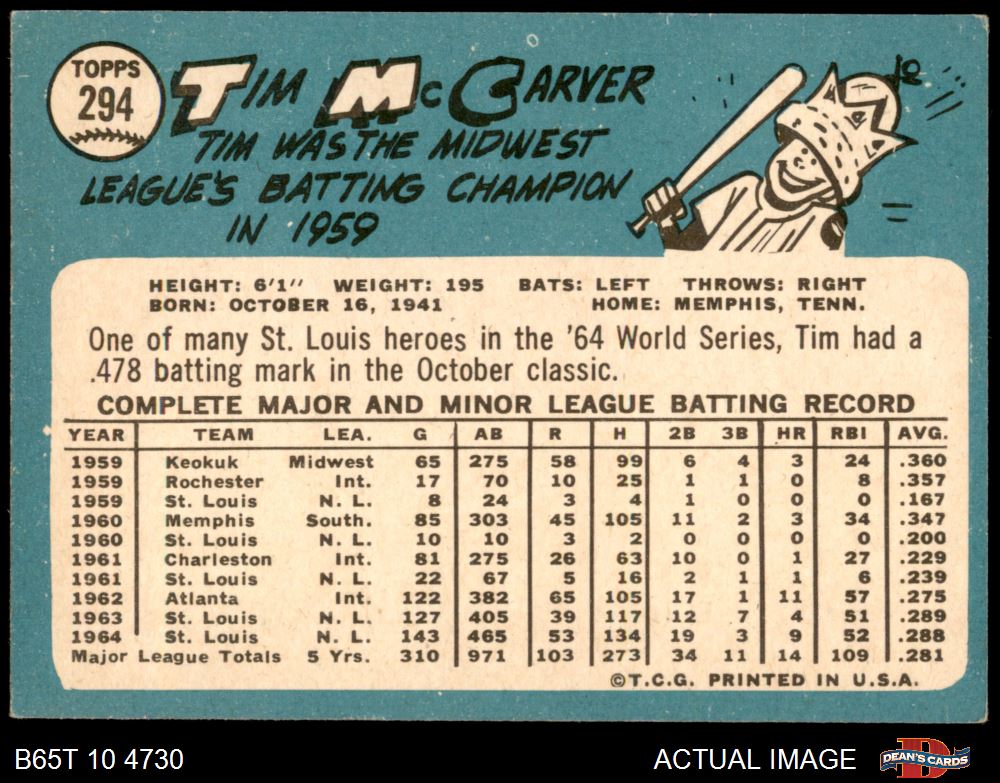 TOPPS
294
TIM McCARVER
TIM WAS THE MIDWEST
LEAGUE'S BATTING CHAMPION
IN 1959
HEIGHT: 6'1" WEIGHT: 195 BATS: LEFT THROWS: RIGHT
BORN: OCTOBER 16, 1941 HOME: MEMPHIS, TENN.
One of many St. Louis heroes in the '64 World Series, Tim had a
.478 batting mark in the October classic.
COMPLETE MAJOR AND MINOR LEAGUE BATTING RECORD
YEAR TEAM LEA. G AB R H 2B 3B HR RBI AVG.
1959 Keokuk Midwest 65 275 58 99 6 4 3 24 .360
1959 Rochester Int. 17 70 10 25 1 1 0 8 .357
1959 St. Louis N. L. 8 24 3 4 1 0 0 0 .167
1960 Memphis South. 85 303 45 105 11 2 3 34 .347
1960 St. Louis N. L. 10 10 3 2 0 0 0 0 .200
1961 Charleston Int. 81 275 26 63 10 0 1 27 .229
1961 St. Louis N. L. 22 67 5 16 2 1 1 6 .239
1962 Atlanta Int. 122 382 65 105 17 1 11 57 .275
1963 St. Louis N. L. 127 405 39 117 12 7 4 51 .289
1964 St. Louis N. L. 143 465 53 134 19 3 9 52 .288
Major League Totals 5 Yrs. 310 971 103 273 34 11 14 109 .281
©T.C.G. PRINTED IN U.S.A.
B65T 10 4730 ACTUAL IMAGE DEAN'S CARDS